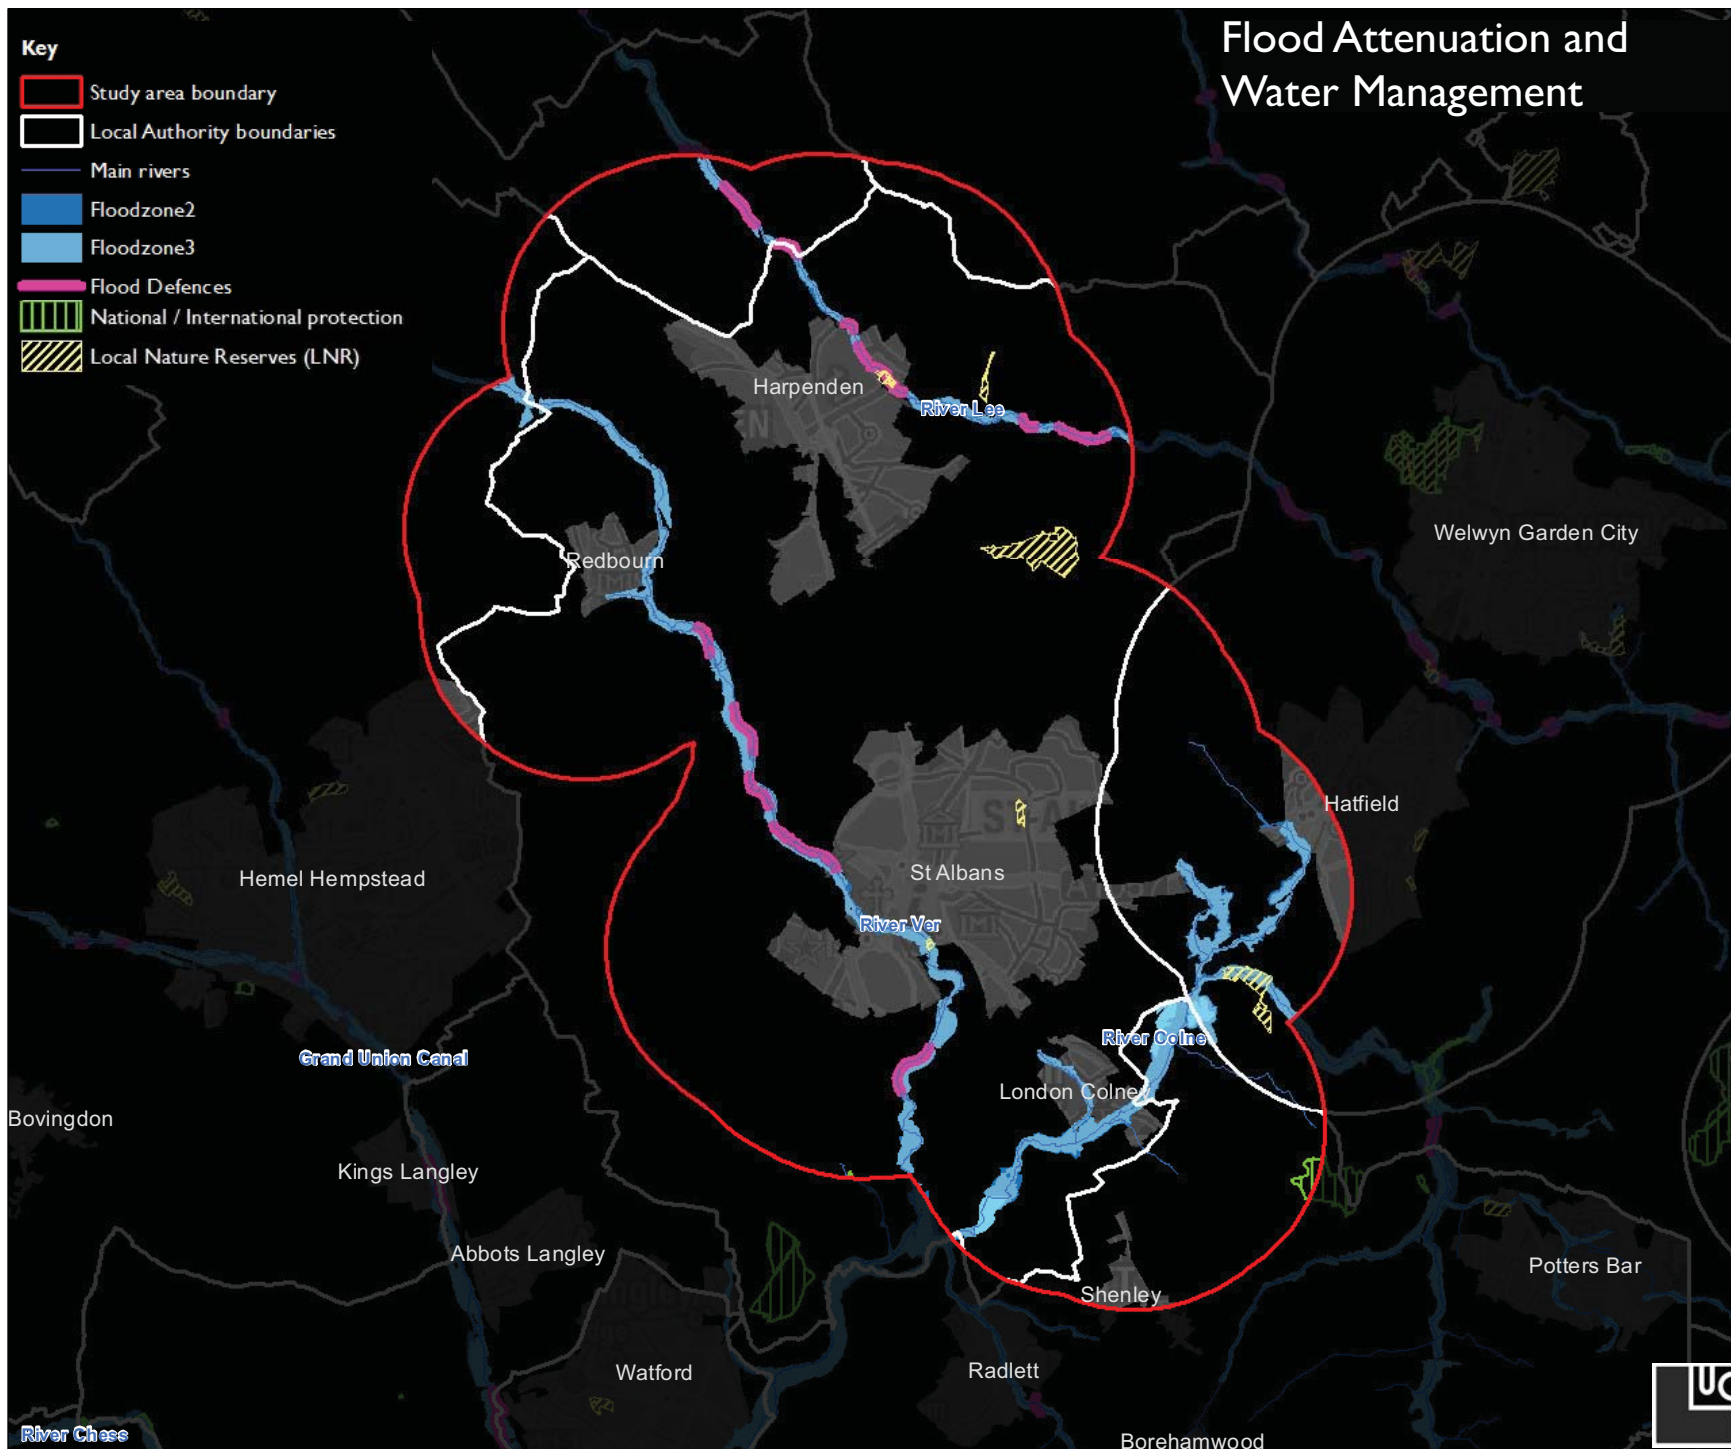 Flood Attenuation and
Water Management
Key
Study area boundary
Local Authority boundaries
Main rivers
Floodzone2
Floodzone3
Flood Defences
National / International protection
Local Nature Reserves (LNR)
Harpenden
River Lee
Welwyn Garden City
Redbourn
Hatfield
Hemel Hempstead
St Albans
River Ver
River Colne
Grand Union Canal
London Colney
Bovingdon
Kings Langley
Abbots Langley
Potters Bar
Shenley
Watford
Radlett
River Chess
Borehamwood